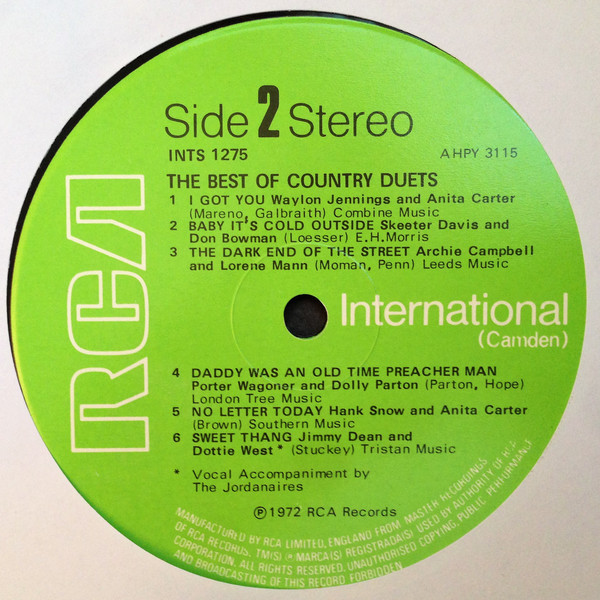 Side 2 Stereo
INTS 1275
AHPY 3115
THE BEST OF COUNTRY DUETS
1 I GOT YOU Waylon Jennings and Anita Carter
(Mareno, Galbraith) Combine Music
2 BABY IT'S COLD OUTSIDE Skeeter Davis and
Don Bowman (Loesser) E.H.Morris
3 THE DARK END OF THE STREET Archie Campbell
and Lorene Mann (Moman, Penn) Leeds Music
RCA
International
(Camden)
4 DADDY WAS AN OLD TIME PREACHER MAN
Porter Wagoner and Dolly Parton (Parton, Hope)
London Tree Music
5 NO LETTER TODAY Hank Snow and Anita Carter
(Brown) Southern Music
6 SWEET THANG Jimmy Dean and
Dottie West * (Stuckey) Tristan Music
* Vocal Accompaniment by
The Jordanaires
℗ 1972 RCA Records
MANUFACTURED BY RCA LIMITED, ENGLAND FROM MASTER RECORDINGS
OF RCA RECORDS. TM(S) ® MARCA(S) REGISTRADA(S) USED BY AUTHORITY OF RCA
CORPORATION. ALL RIGHTS RESERVED. UNAUTHORISED COPYING, PUBLIC PERFORMANCE
AND BROADCASTING OF THIS RECORD FORBIDDEN